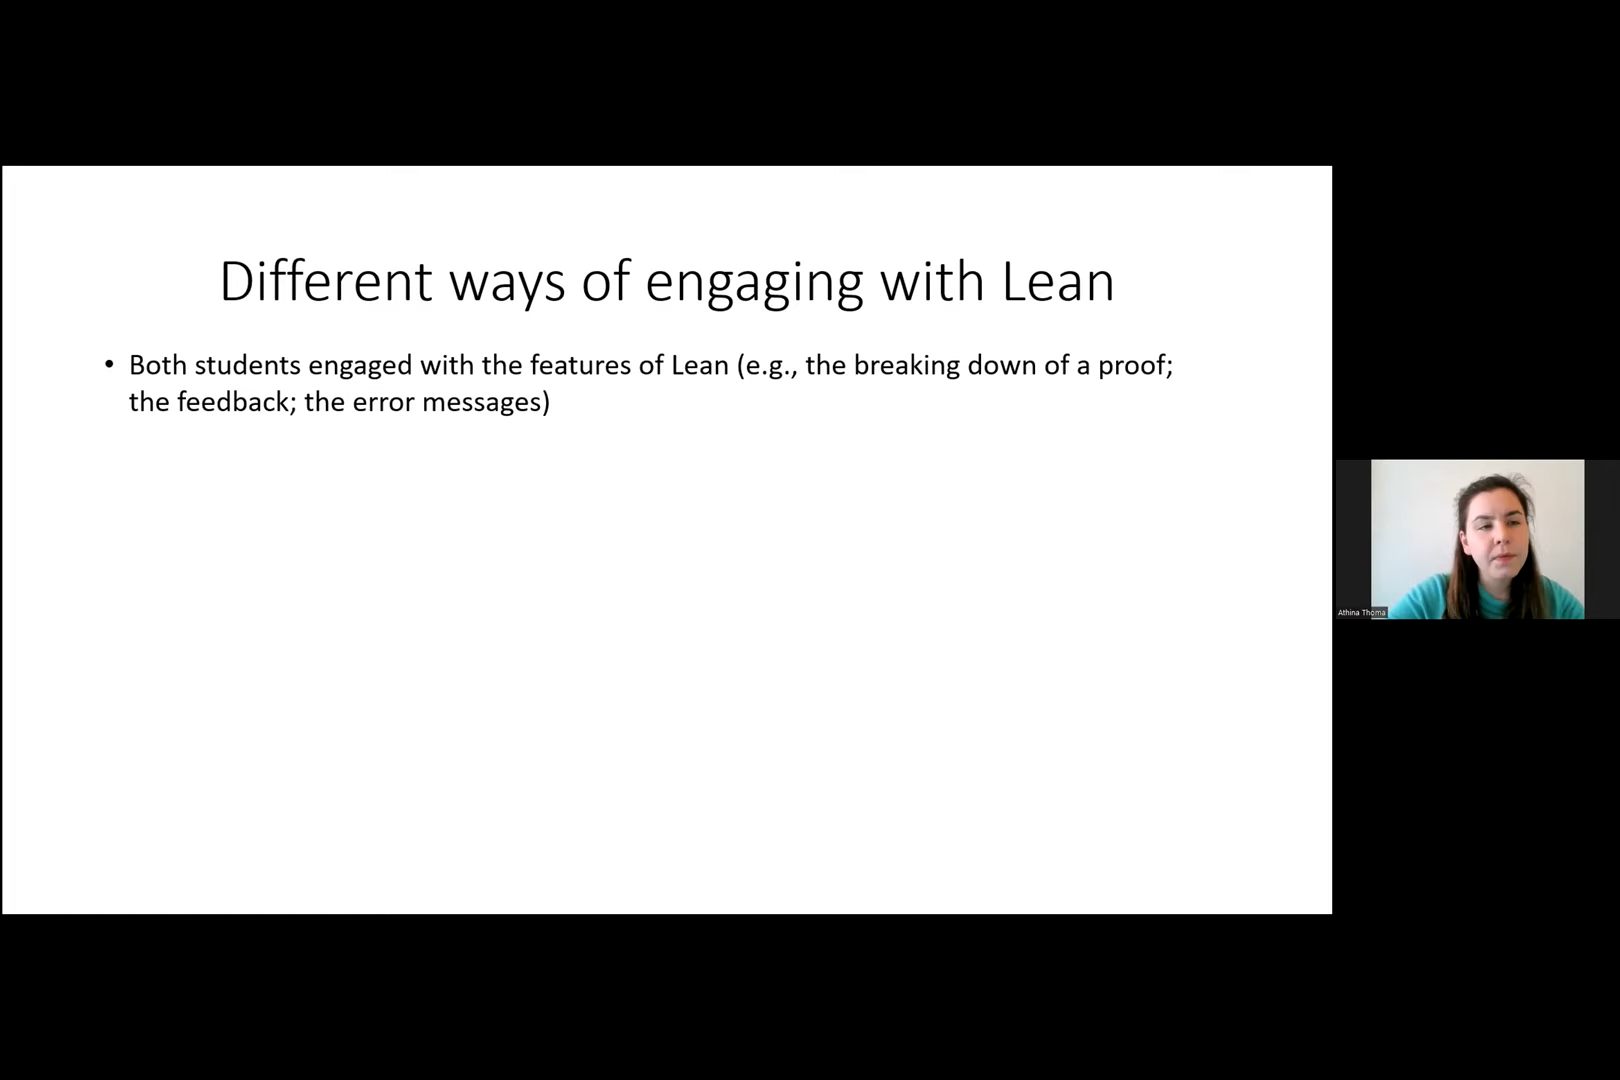 Different ways of engaging with Lean
• Both students engaged with the features of Lean (e.g., the breaking down of a proof;
the feedback; the error messages)
Athina Thoma